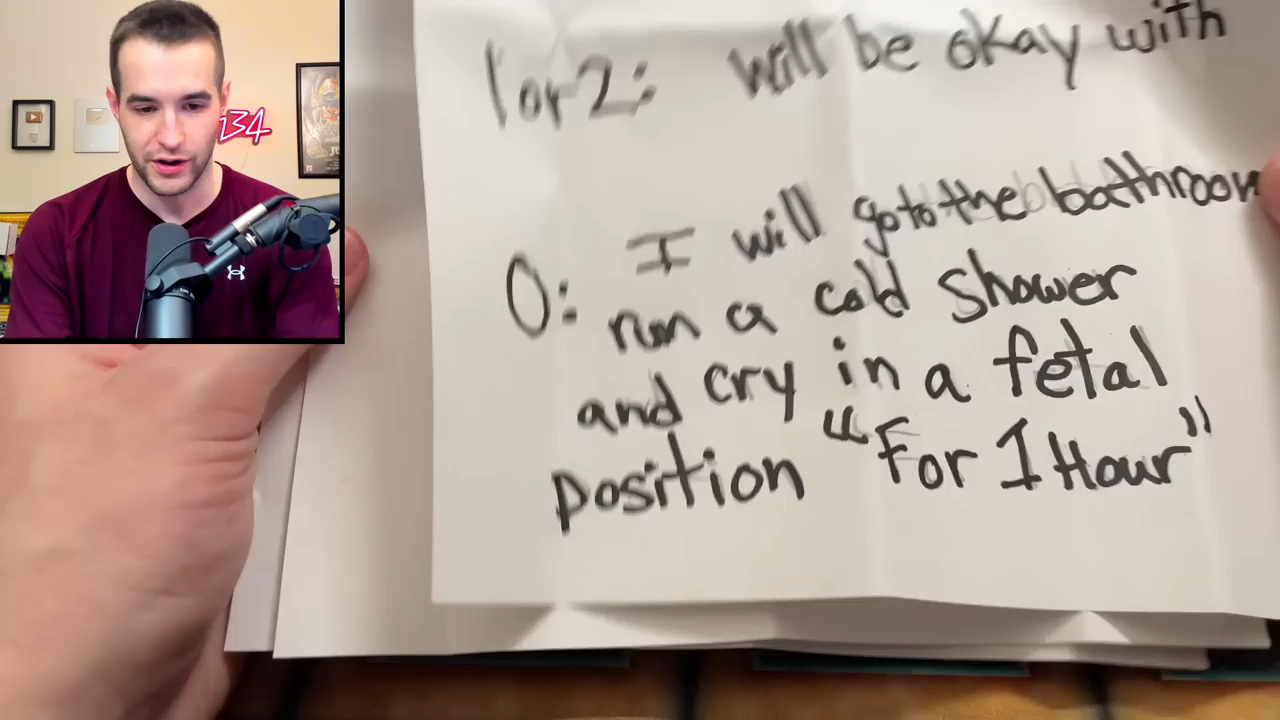 134
1 or 2: will be okay with
0: I will go to the bathroom
run a cold shower
and cry in a fetal
position "For 1 Hour"